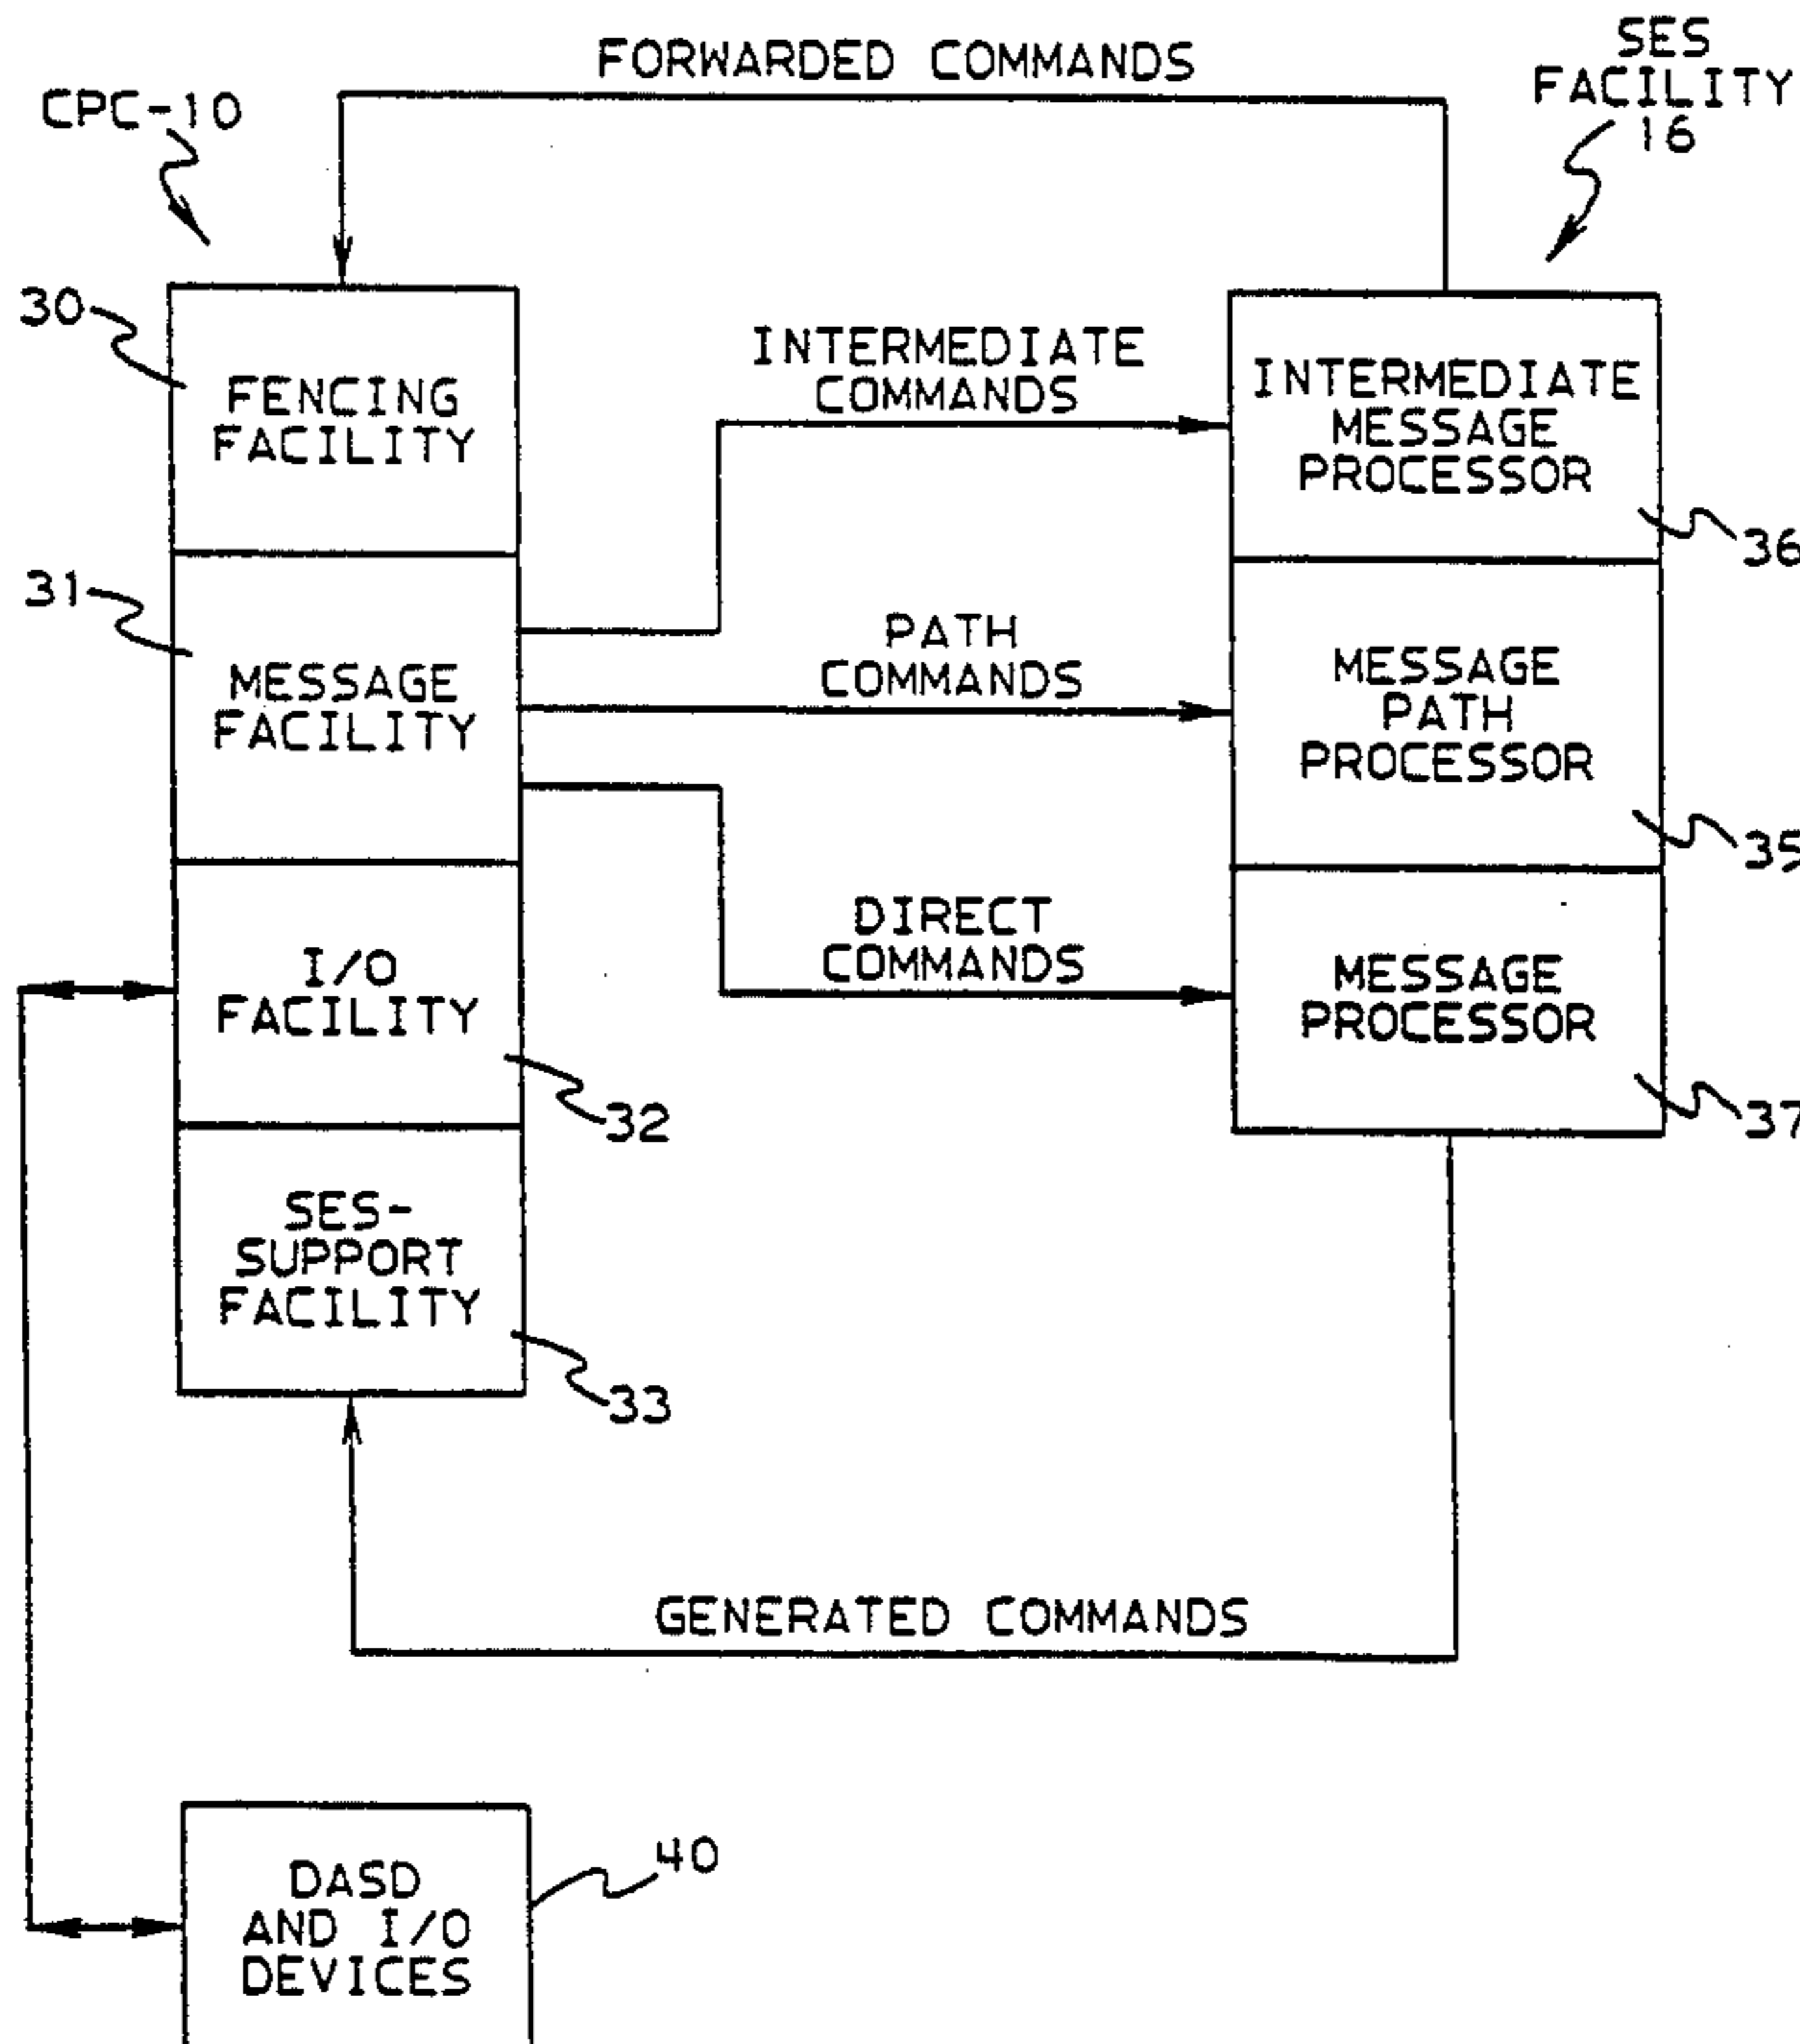 FORWARDED COMMANDS
SES
FACILITY
16
CPC-10
30
FENCING
FACILITY
INTERMEDIATE
COMMANDS
INTERMEDIATE
MESSAGE
PROCESSOR
36
31
MESSAGE
FACILITY
PATH
COMMANDS
MESSAGE
PATH
PROCESSOR
35
I/O
FACILITY
32
DIRECT
COMMANDS
MESSAGE
PROCESSOR
37
SES-
SUPPORT
FACILITY
33
GENERATED COMMANDS
DASD
AND I/O
DEVICES
40